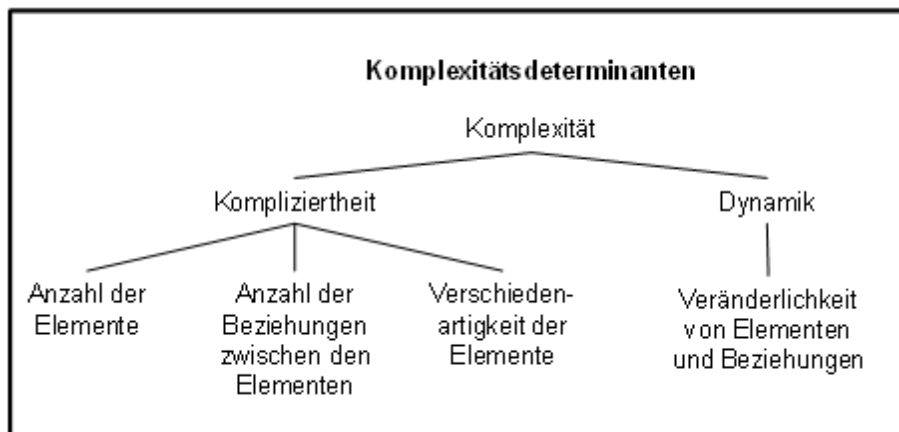 Komplexitätsdeterminanten
Komplexität
Kompliziertheit
Dynamik
Anzahl der
Elemente
Anzahl der
Beziehungen
zwischen den
Elementen
Verschieden-
artigkeit der
Elemente
Veränderlichkeit
von Elementen
und Beziehungen